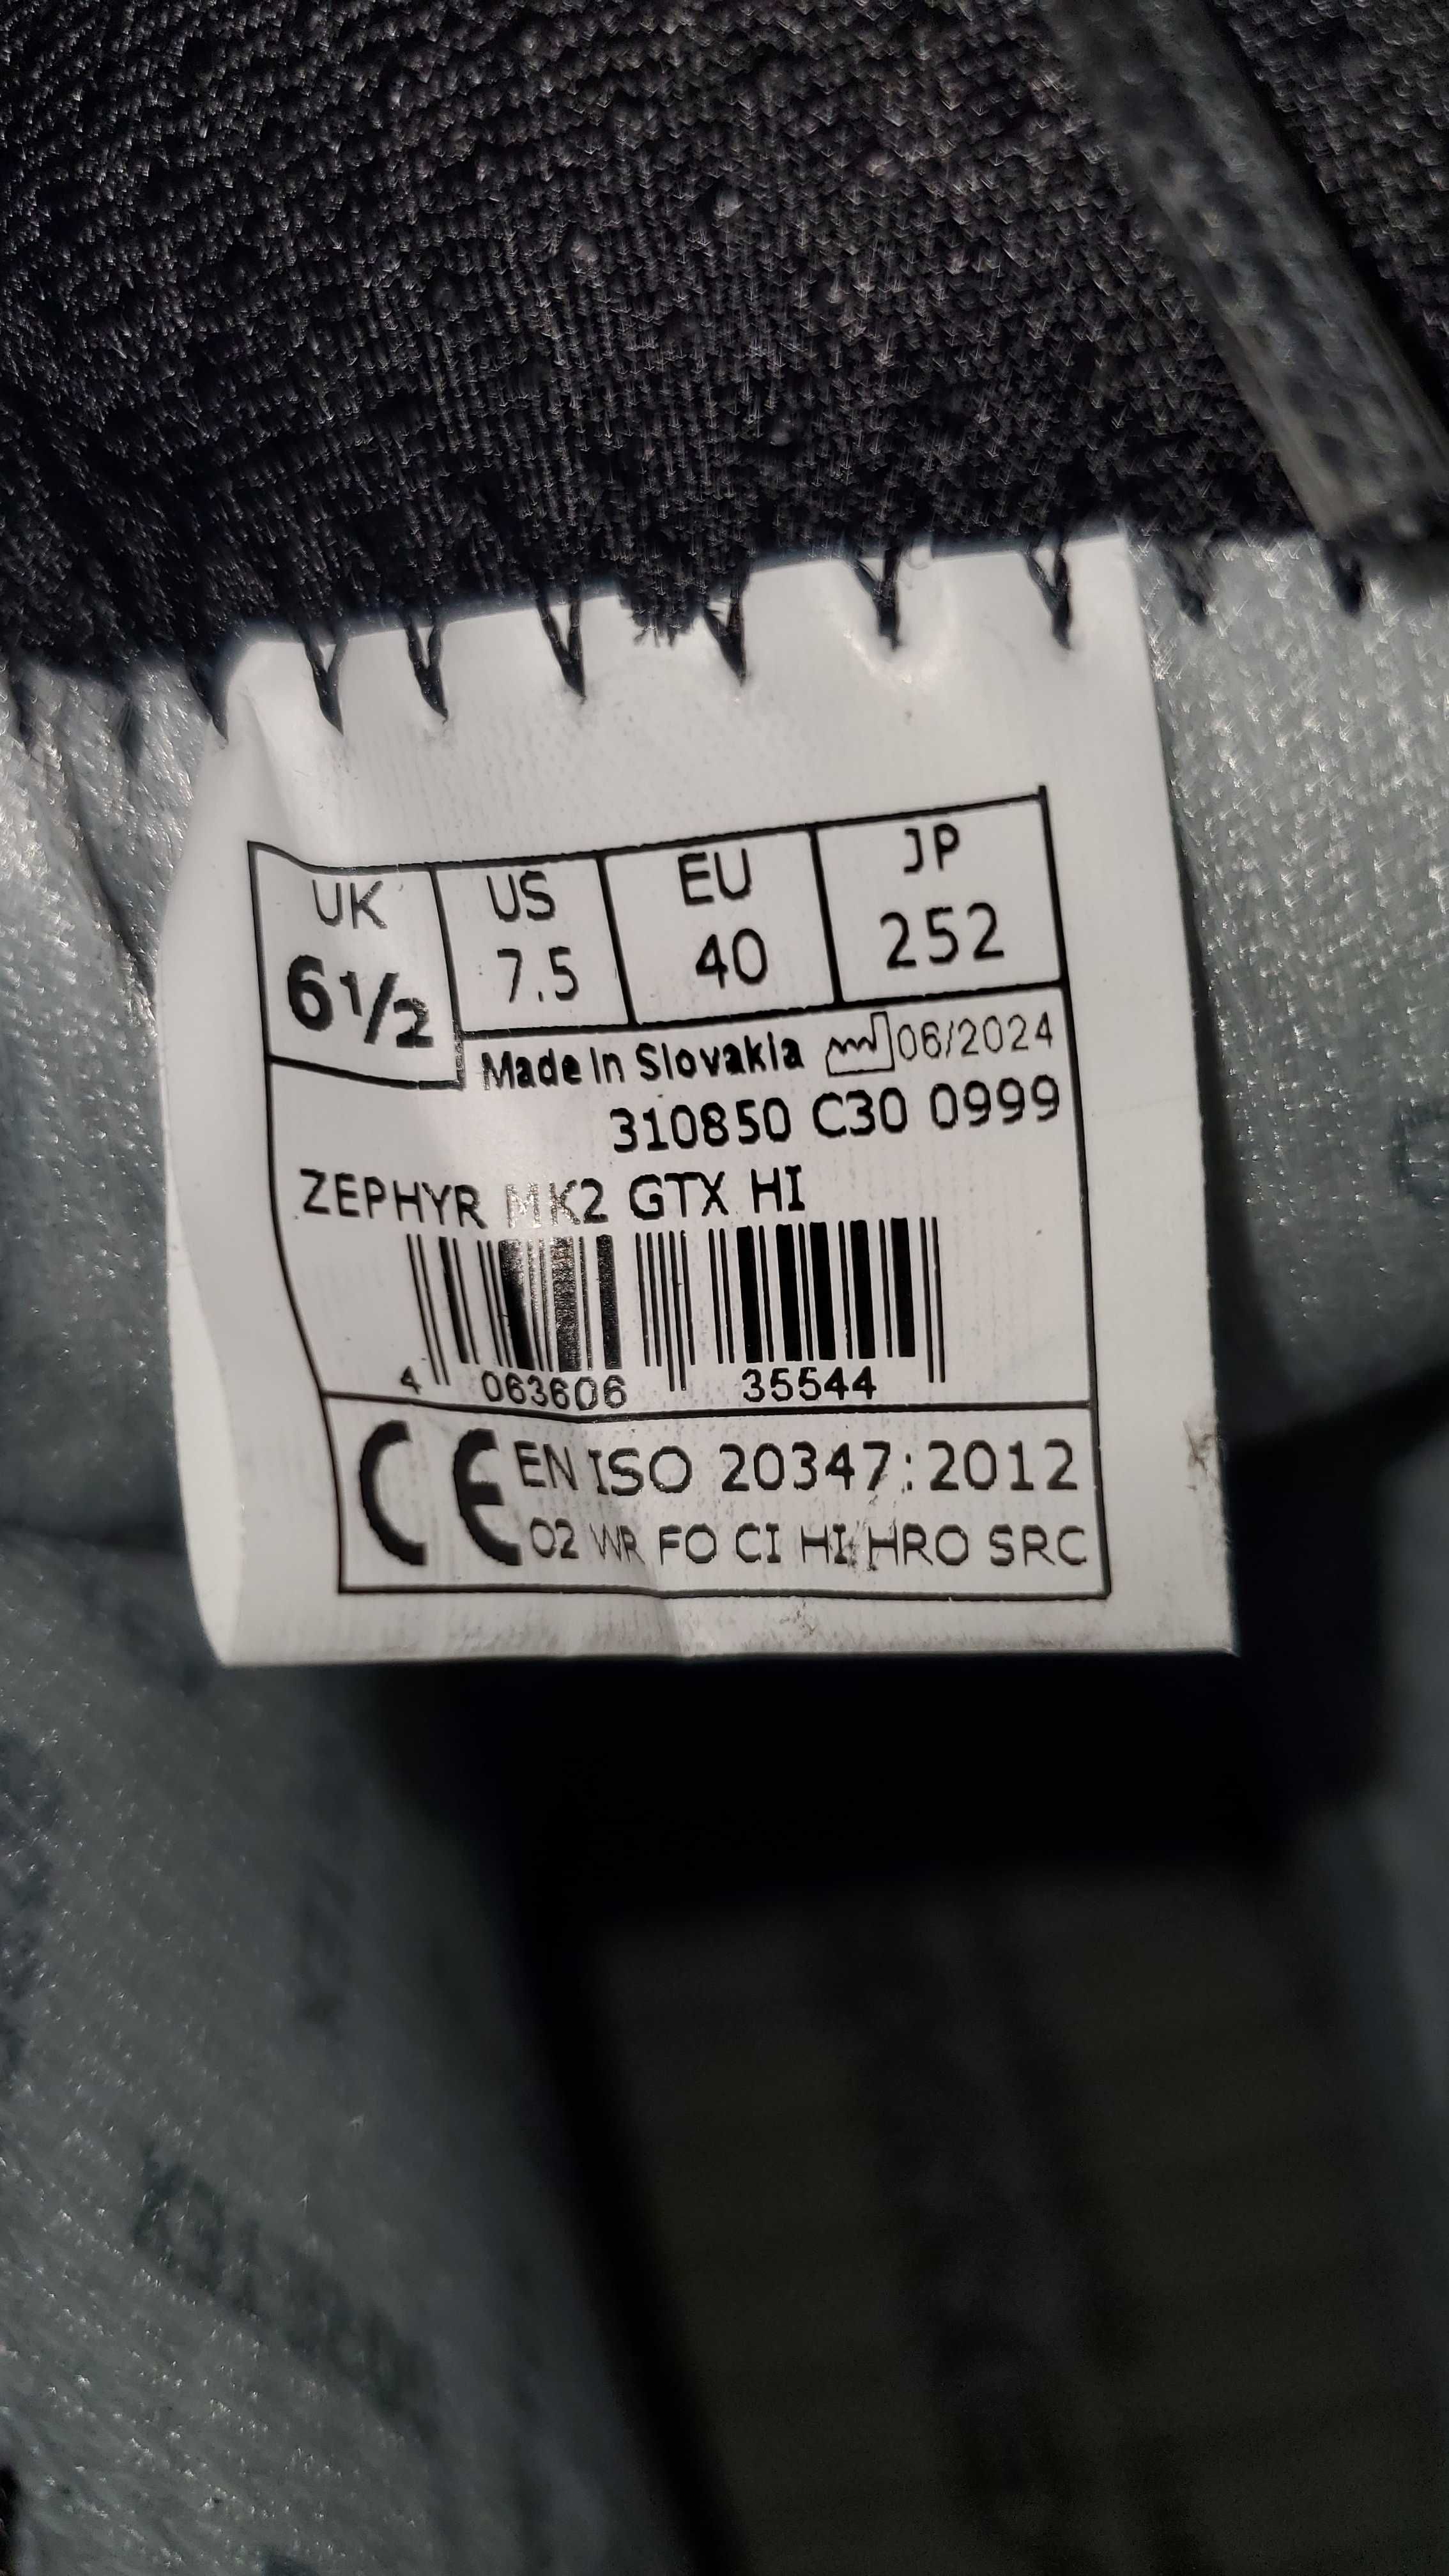 UK US EU JP
6½ 7.5 40 252
Made In Slovakia 06/2024
310850 C30 0999
ZEPHYR MK2 GTX HI
4 063606 35544
CE EN ISO 20347:2012
O2 WR FO CI HI HRO SRC